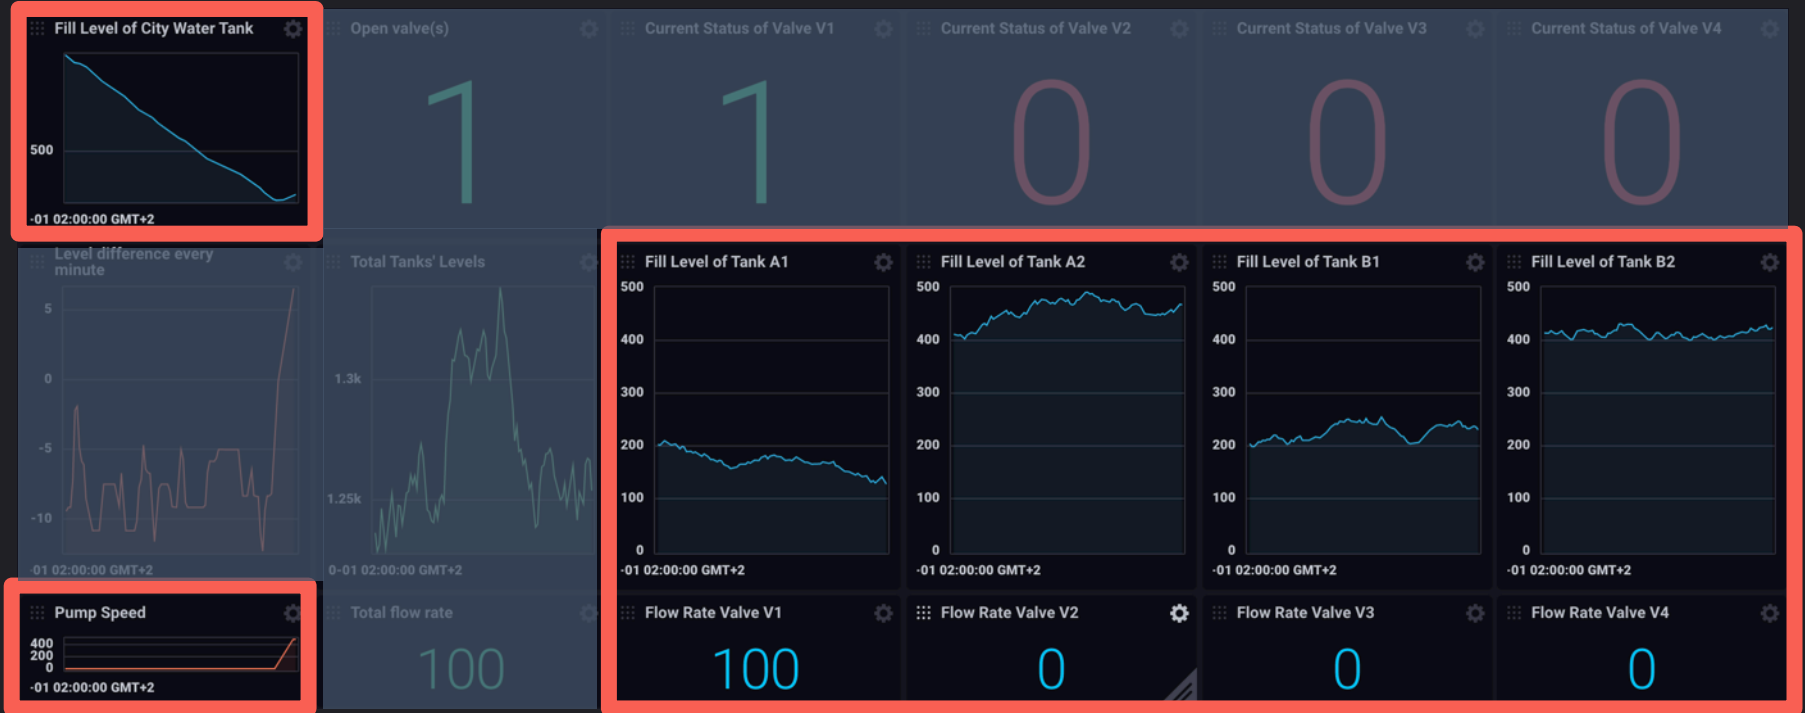 Fill Level of City Water Tank
Open valve(s)
Current Status of Valve V1
Current Status of Valve V2
Current Status of Valve V3
Current Status of Valve V4
500
-01 02:00:00 GMT+2
1
1
0
0
0
Level difference every
minute
5
0
-5
-10
-01 02:00:00 GMT+2
Total Tanks' Levels
1.3k
1.25k
0-01 02:00:00 GMT+2
Fill Level of Tank A1
500
400
300
200
100
0
-01 02:00:00 GMT+2
Fill Level of Tank A2
500
400
300
200
100
0
-01 02:00:00 GMT+2
Fill Level of Tank B1
500
400
300
200
100
0
-01 02:00:00 GMT+2
Fill Level of Tank B2
500
400
300
200
100
0
-01 02:00:00 GMT+2
Pump Speed
400
200
0
-01 02:00:00 GMT+2
Total flow rate
100
Flow Rate Valve V1
100
Flow Rate Valve V2
0
Flow Rate Valve V3
0
Flow Rate Valve V4
0